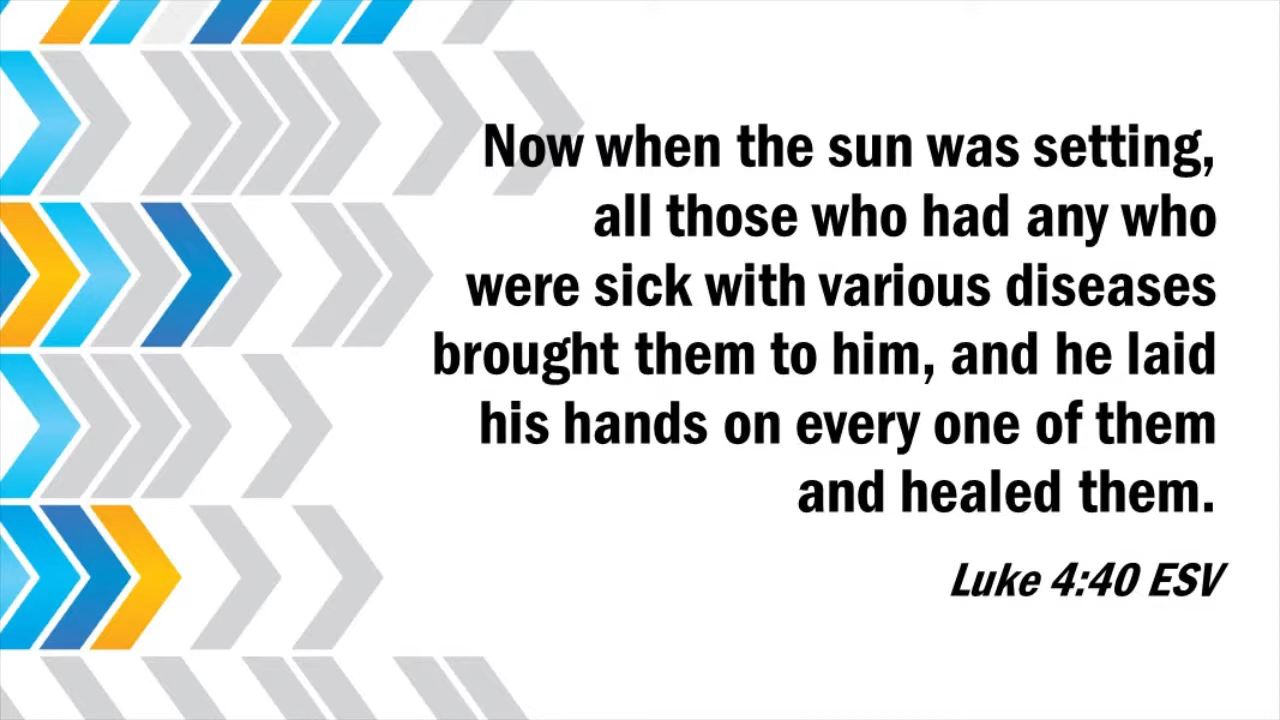 Now when the sun was setting,
all those who had any who
were sick with various diseases
brought them to him, and he laid
his hands on every one of them
and healed them.
Luke 4:40 ESV